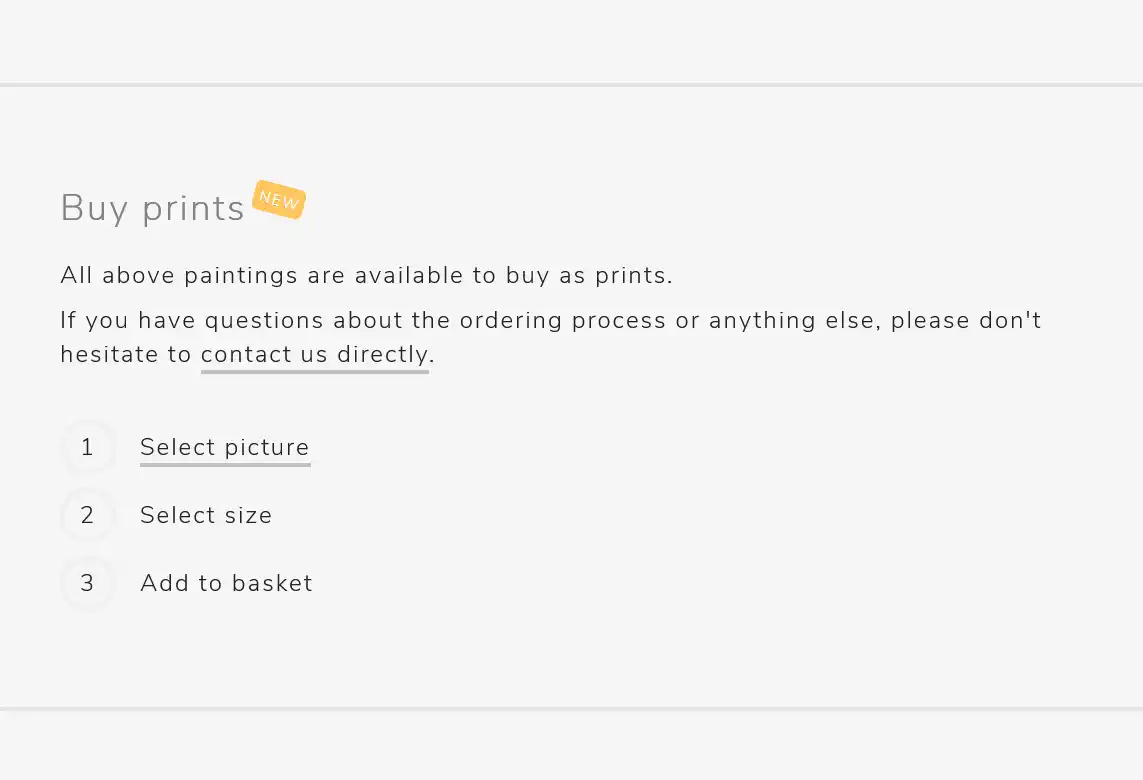 Buy prints NEW
All above paintings are available to buy as prints.
If you have questions about the ordering process or anything else, please don't
hesitate to contact us directly.
1 Select picture
2 Select size
3 Add to basket